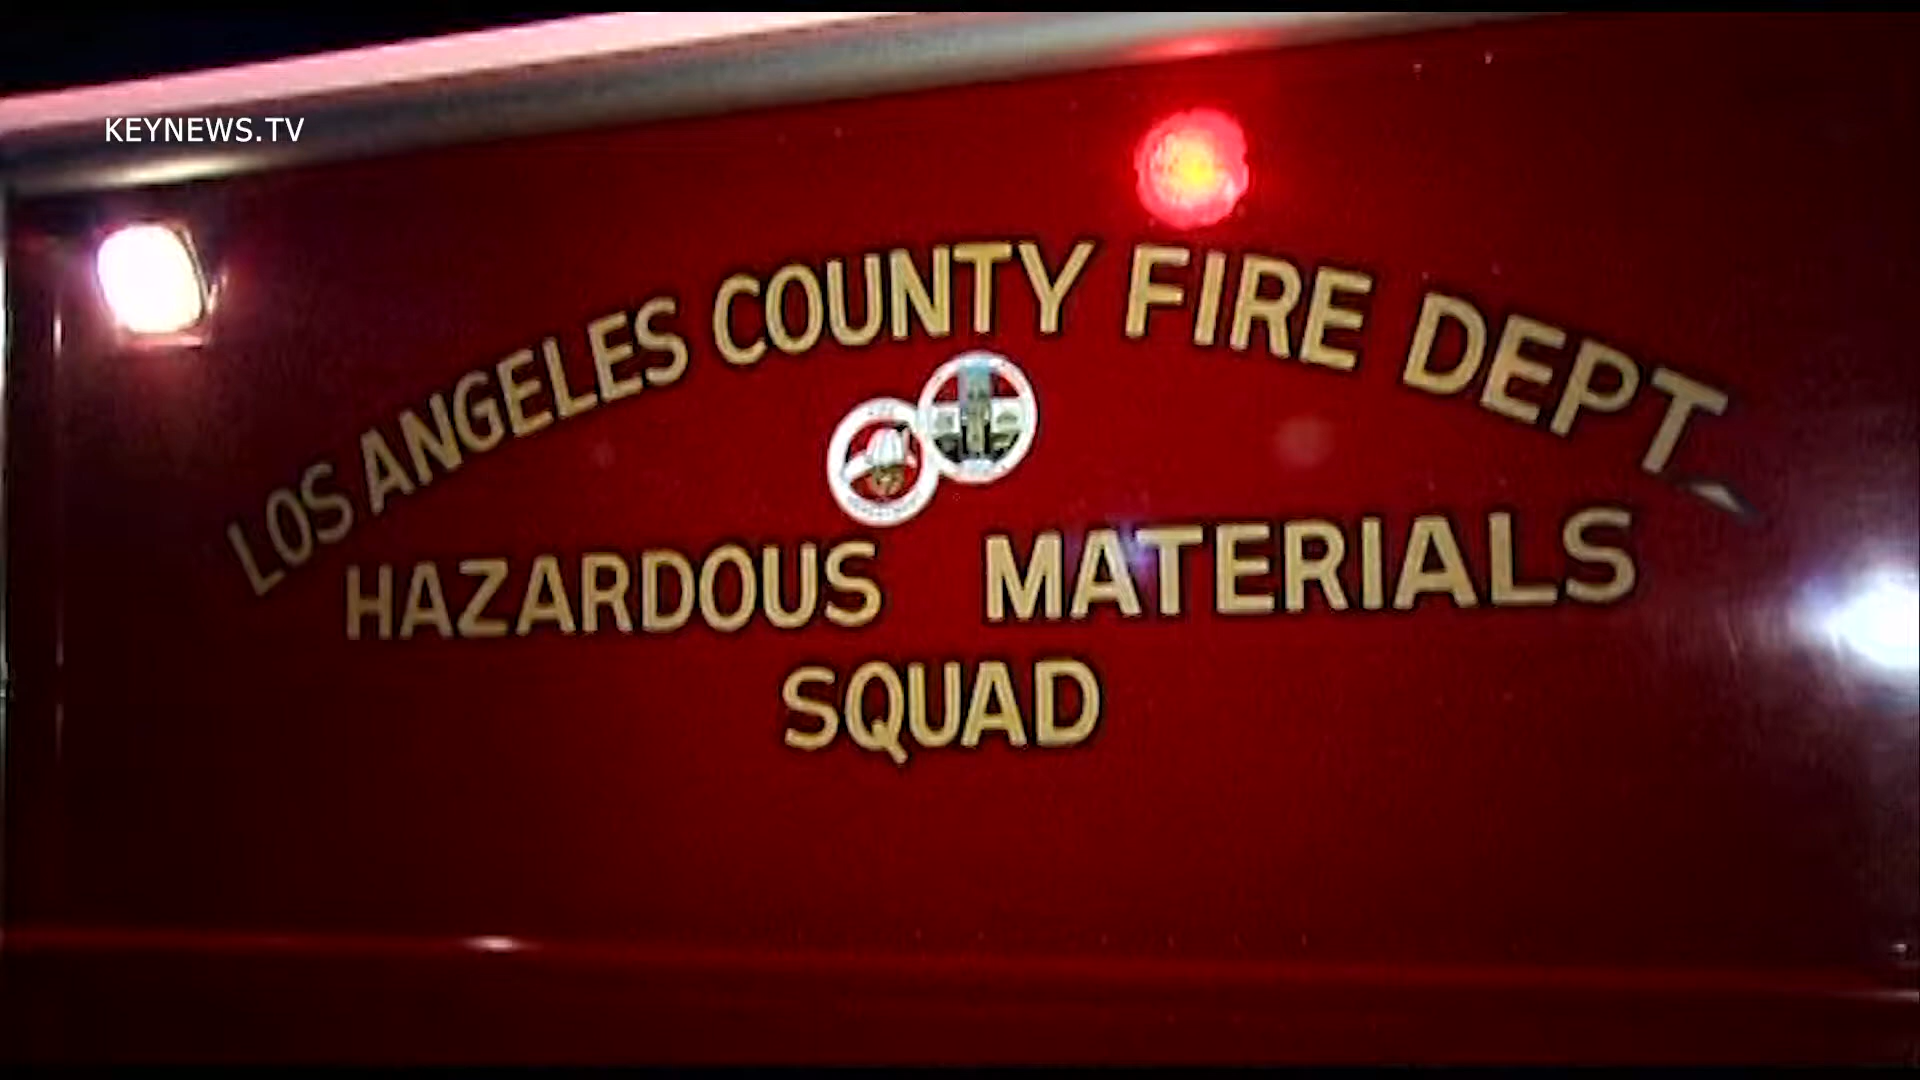 KEYNEWS.TV
LOS ANGELES COUNTY FIRE DEPT.
HAZARDOUS MATERIALS
SQUAD